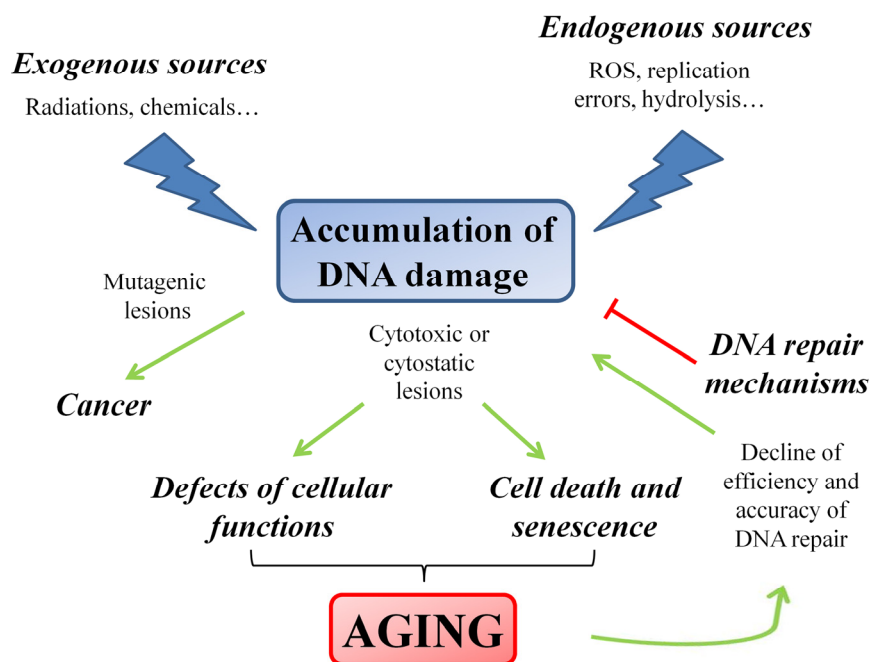 Exogenous sources
Radiations, chemicals…
Endogenous sources
ROS, replication
errors, hydrolysis…
Accumulation of
DNA damage
Mutagenic
lesions
Cancer
Cytotoxic or
cytostatic
lesions
DNA repair
mechanisms
Defects of cellular
functions
Cell death and
senescence
Decline of
efficiency and
accuracy of
DNA repair
AGING